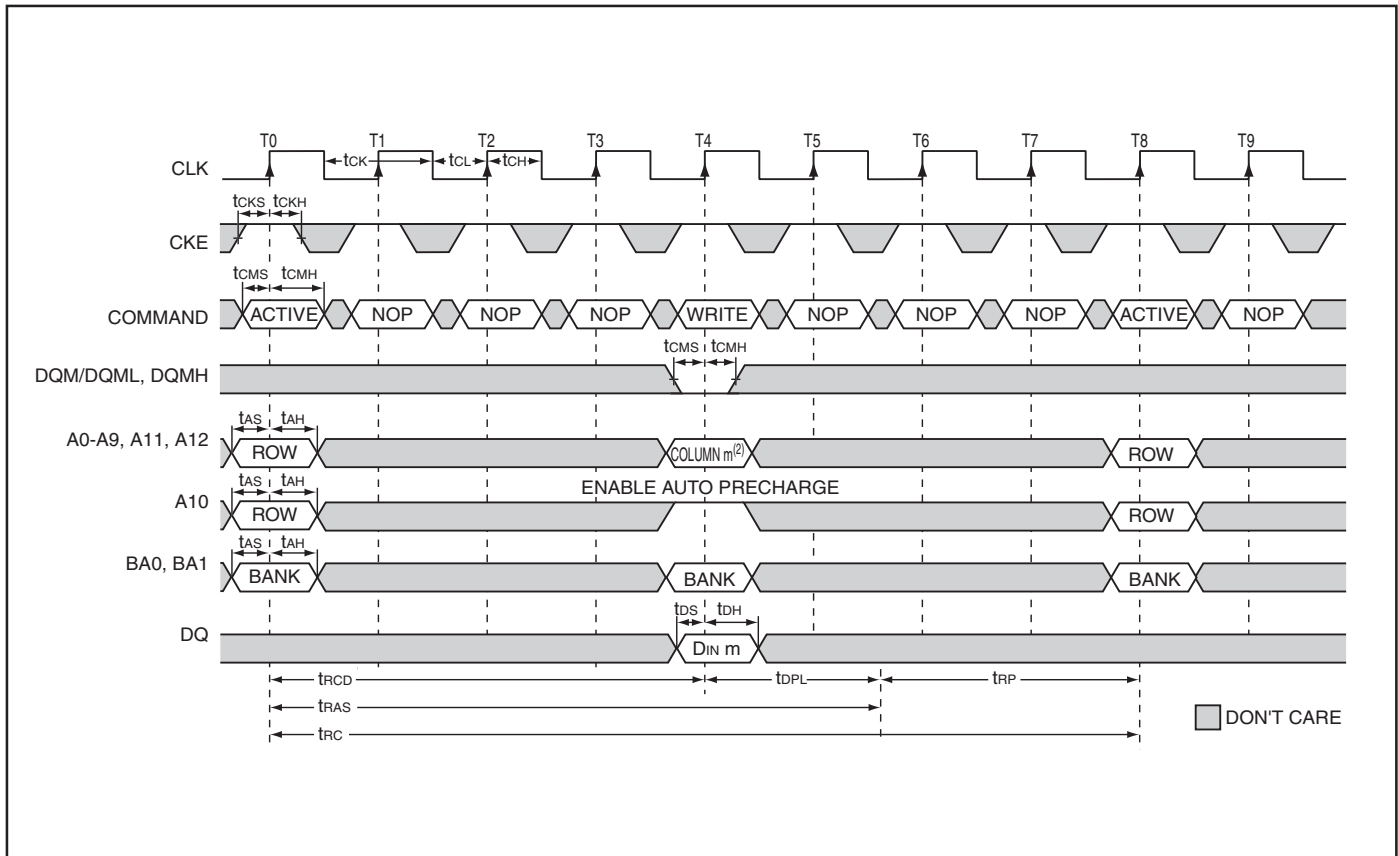 T0 T1 T2 T3 T4 T5 T6 T7 T8 T9
CLK tCK tCL tCH
tCKS tCKH
CKE
tCMS tCMH
COMMAND ACTIVE NOP NOP NOP WRITE NOP NOP NOP ACTIVE NOP
tCMS tCMH
DQM/DQML, DQMH
tAS tAH
A0-A9, A11, A12 ROW COLUMN m(2) ROW
tAS tAH ENABLE AUTO PRECHARGE
A10 ROW ROW
tAS tAH
BA0, BA1 BANK BANK BANK
tDS tDH
DQ DIN m
tRCD tDPL tRP
tRAS
tRC
DON'T CARE